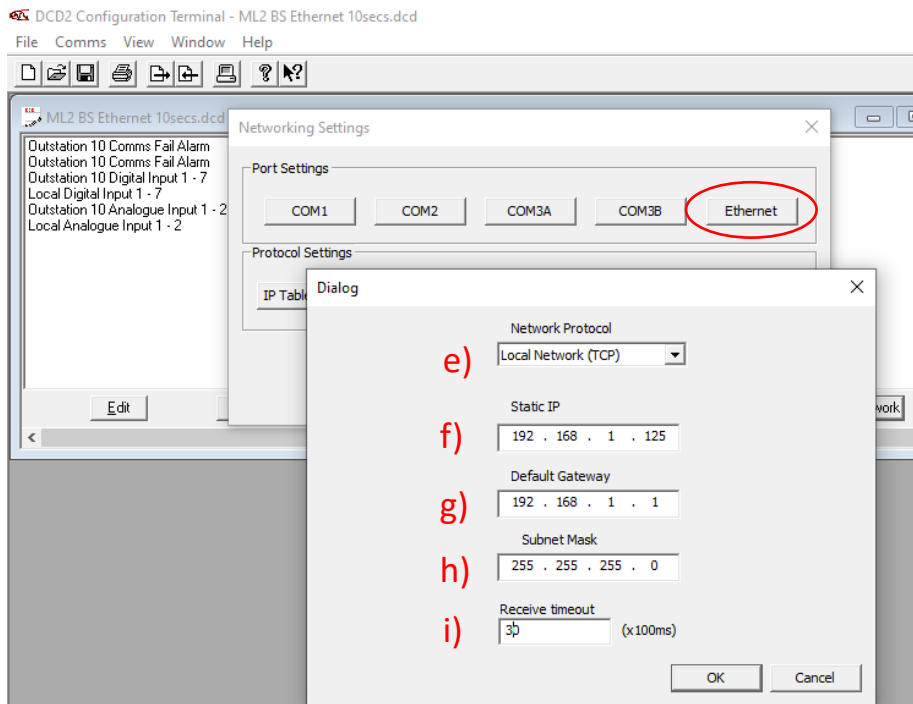 DCD2 Configuration Terminal - ML2 BS Ethernet 10secs.dcd
File Comms View Window Help
ML2 BS Ethernet 10secs.dcd
Outstation 10 Comms Fail Alarm
Outstation 10 Comms Fail Alarm
Outstation 10 Digital Input 1 - 7
Local Digital Input 1 - 7
Outstation 10 Analogue Input 1 - 2
Local Analogue Input 1 - 2
Edit
Networking Settings
Port Settings
COM1 COM2 COM3A COM3B Ethernet
Protocol Settings
IP Table
Dialog
Network Protocol
e) Local Network (TCP)
Static IP
f) 192 . 168 . 1 . 125
Default Gateway
g) 192 . 168 . 1 . 1
Subnet Mask
h) 255 . 255 . 255 . 0
Receive timeout
i) 30 (x100ms)
OK Cancel